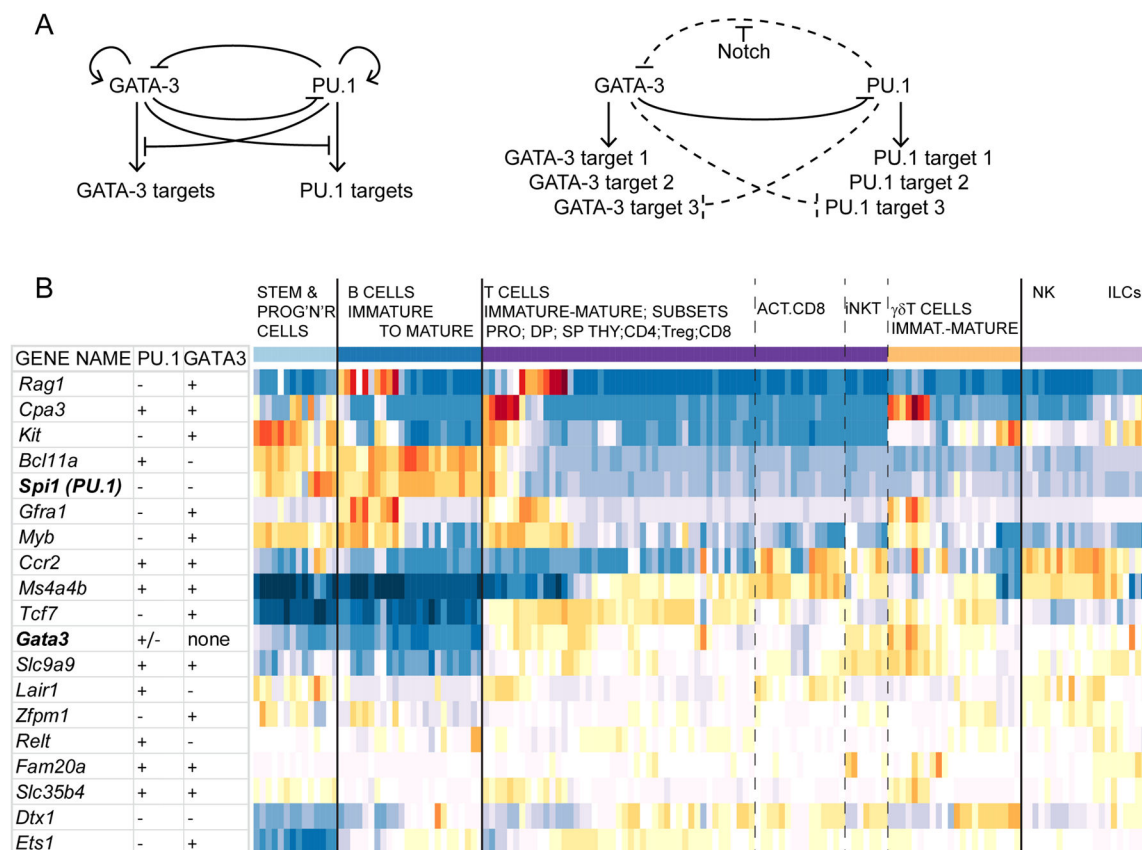 A
GATA-3
PU.1
GATA-3 targets
PU.1 targets
Notch
GATA-3
PU.1
GATA-3 target 1
GATA-3 target 2
GATA-3 target 3
PU.1 target 1
PU.1 target 2
PU.1 target 3
B
STEM &
PROG'N'R
CELLS
B CELLS
IMMATURE
TO MATURE
T CELLS
IMMATURE-MATURE; SUBSETS
PRO; DP; SP THY;CD4;Treg;CD8
ACT.CD8
iNKT
γδT CELLS
IMMAT.-MATURE
NK
ILCs
GENE NAME PU.1 GATA3
Rag1 - +
Cpa3 + +
Kit - +
Bcl11a + -
Spi1 (PU.1) - -
Gfra1 - +
Myb - +
Ccr2 + +
Ms4a4b + +
Tcf7 - +
Gata3 +/- none
Slc9a9 + +
Lair1 + -
Zfpm1 - +
Relt + -
Fam20a + +
Slc35b4 + +
Dtx1 - -
Ets1 - +